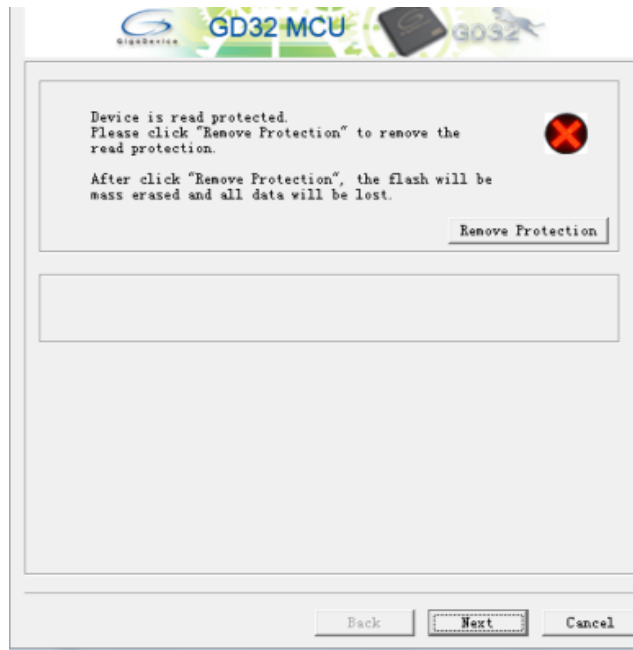 GigaDevice
GD32 MCU
GD32
Device is read protected.
Please click "Remove Protection" to remove the
read protection.
After click "Remove Protection", the flash will be
mass erased and all data will be lost.
Remove Protection
Back
Next
Cancel